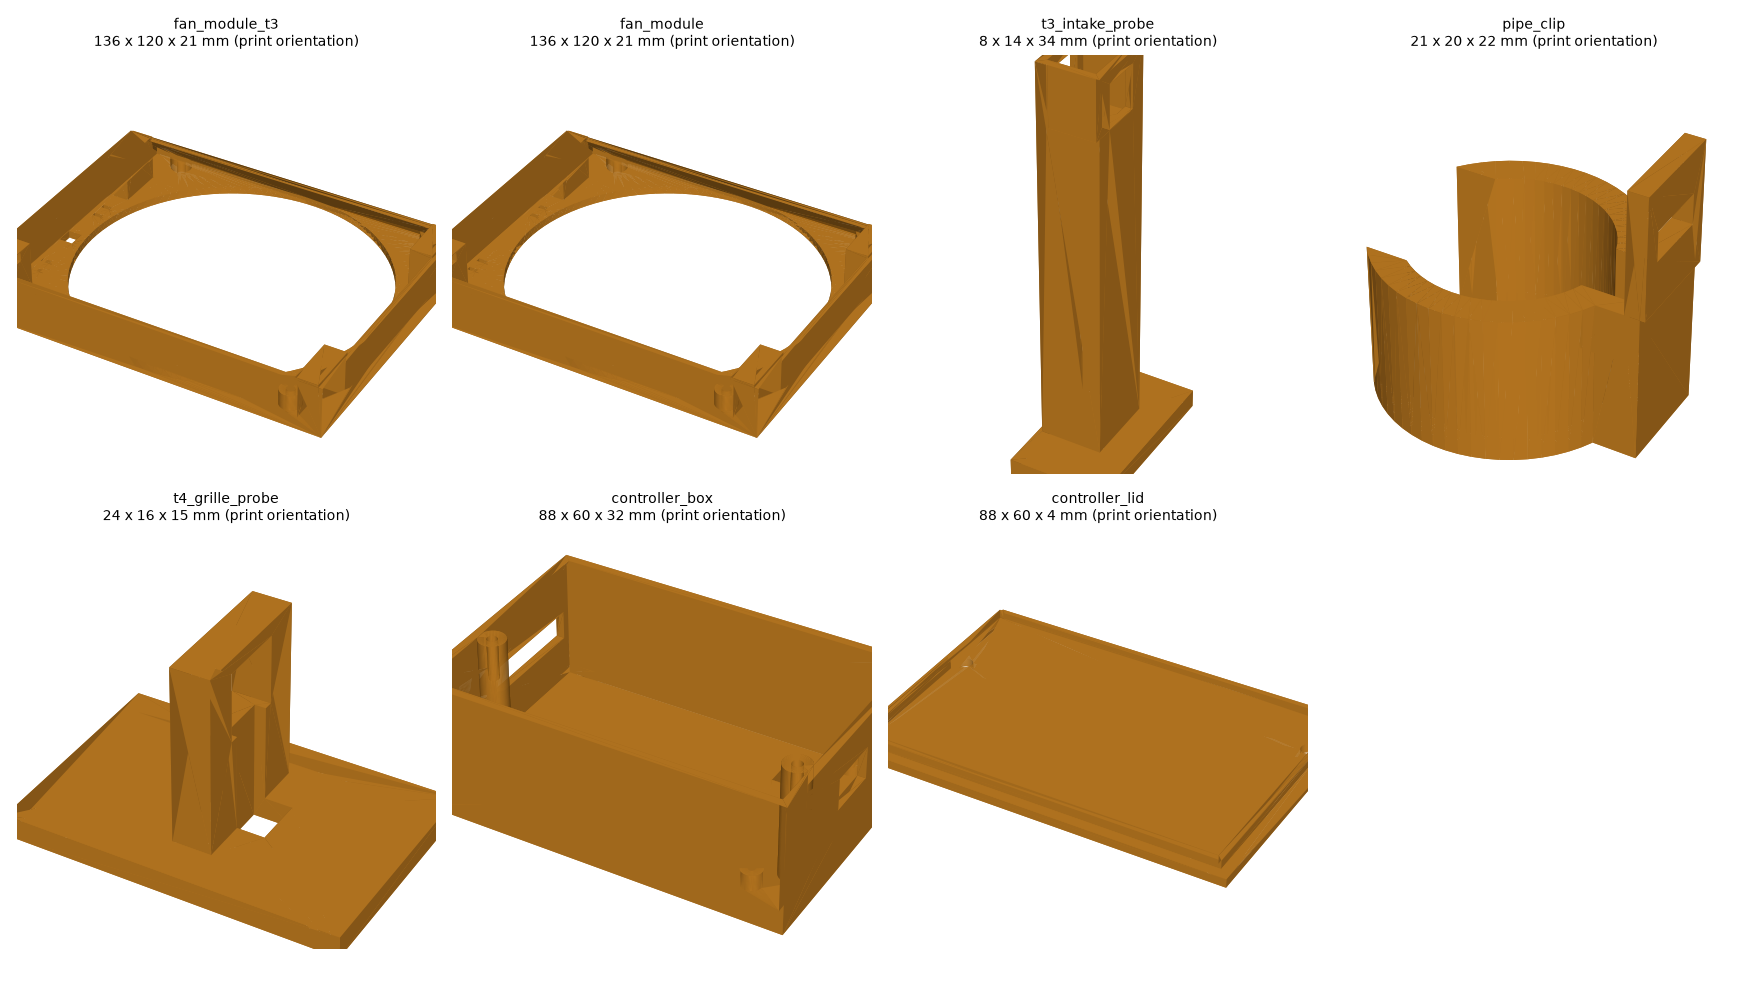 fan_module_t3
136 x 120 x 21 mm (print orientation)
fan_module
136 x 120 x 21 mm (print orientation)
t3_intake_probe
8 x 14 x 34 mm (print orientation)
pipe_clip
21 x 20 x 22 mm (print orientation)
t4_grille_probe
24 x 16 x 15 mm (print orientation)
controller_box
88 x 60 x 32 mm (print orientation)
controller_lid
88 x 60 x 4 mm (print orientation)